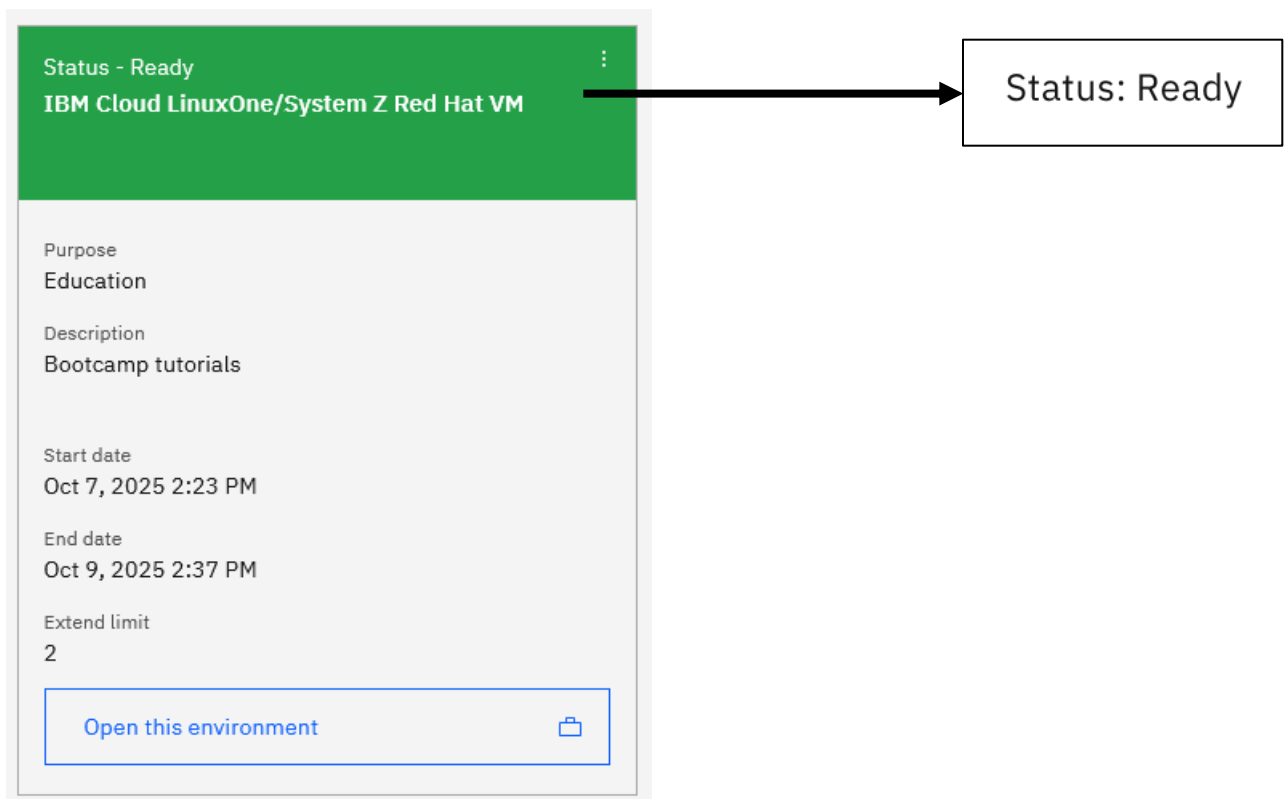 Status - Ready
IBM Cloud LinuxOne/System Z Red Hat VM
Status: Ready
Purpose
Education
Description
Bootcamp tutorials
Start date
Oct 7, 2025 2:23 PM
End date
Oct 9, 2025 2:37 PM
Extend limit
2
Open this environment